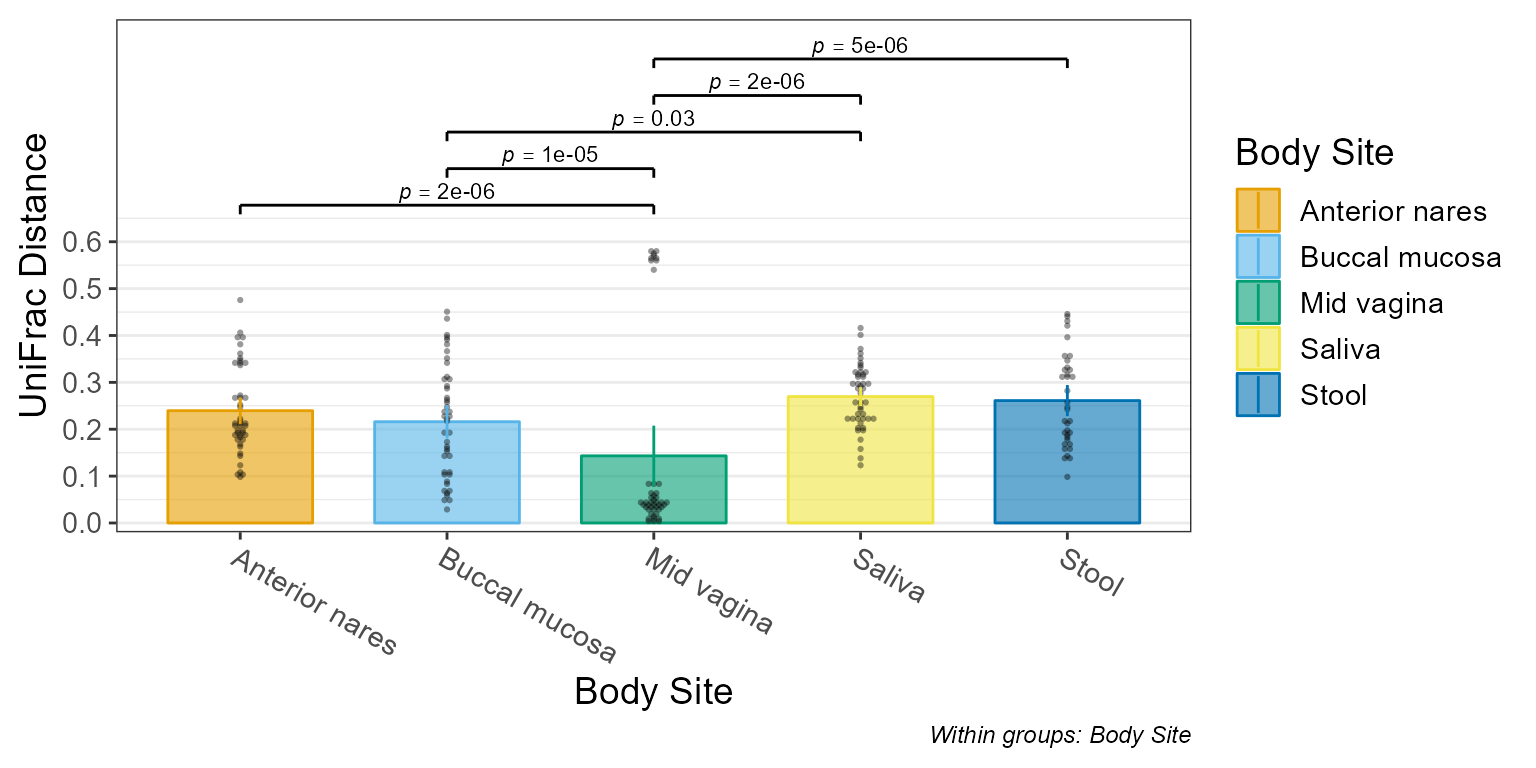 p = 5e-06
p = 2e-06
p = 0.03
p = 1e-05
p = 2e-06
UniFrac Distance
0.6
0.5
0.4
0.3
0.2
0.1
0.0
Anterior nares
Buccal mucosa
Mid vagina
Saliva
Stool
Body Site
Within groups: Body Site
Body Site
Anterior nares
Buccal mucosa
Mid vagina
Saliva
Stool